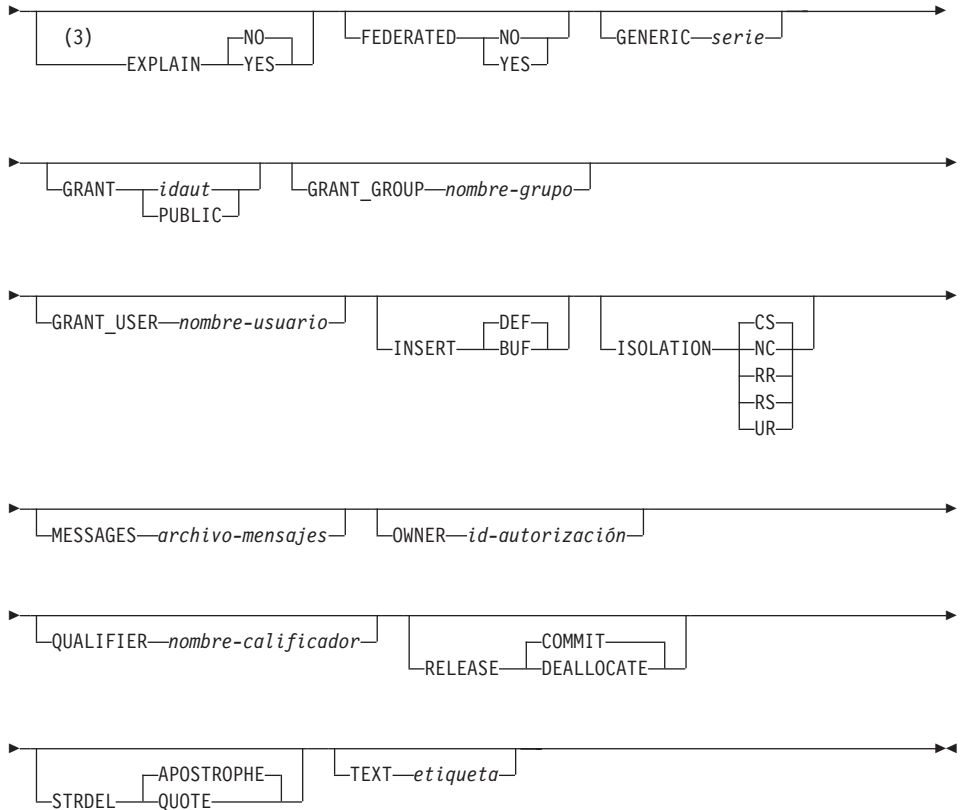 (3) NO
EXPLAIN YES
FEDERATED NO
YES
GENERIC serie
GRANT idaut
PUBLIC
GRANT_GROUP nombre-grupo
GRANT_USER nombre-usuario
INSERT DEF
BUF
ISOLATION CS
NC
RR
RS
UR
MESSAGES archivo-mensajes
OWNER id-autorización
QUALIFIER nombre-calificador
RELEASE COMMIT
DEALLOCATE
STRDEL APOSTROPHE
QUOTE
TEXT etiqueta